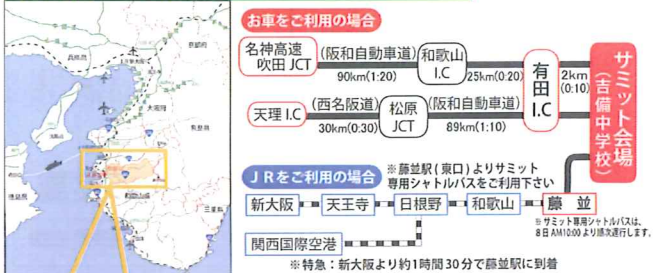 お車をご利用の場合
名神高速
吹田 JCT
(阪和自動車道)
90km(1:20)
和歌山
I.C
25km(0:20)
有田
I.C
2km
(0:10)
サミット会場
(吉備中学校)
天理 I.C
(西名阪道)
30km(0:30)
松原
JCT
(阪和自動車道)
89km(1:10)
JRをご利用の場合
※藤並駅(東口)よりサミット
専用シャトルバスをご利用下さい
新大阪
天王寺
日根野
和歌山
藤並
※サミット専用シャトルバスは、
8日AM10:00より順次運行します。
関西国際空港
※特急：新大阪より約1時間30分で藤並駅に到着